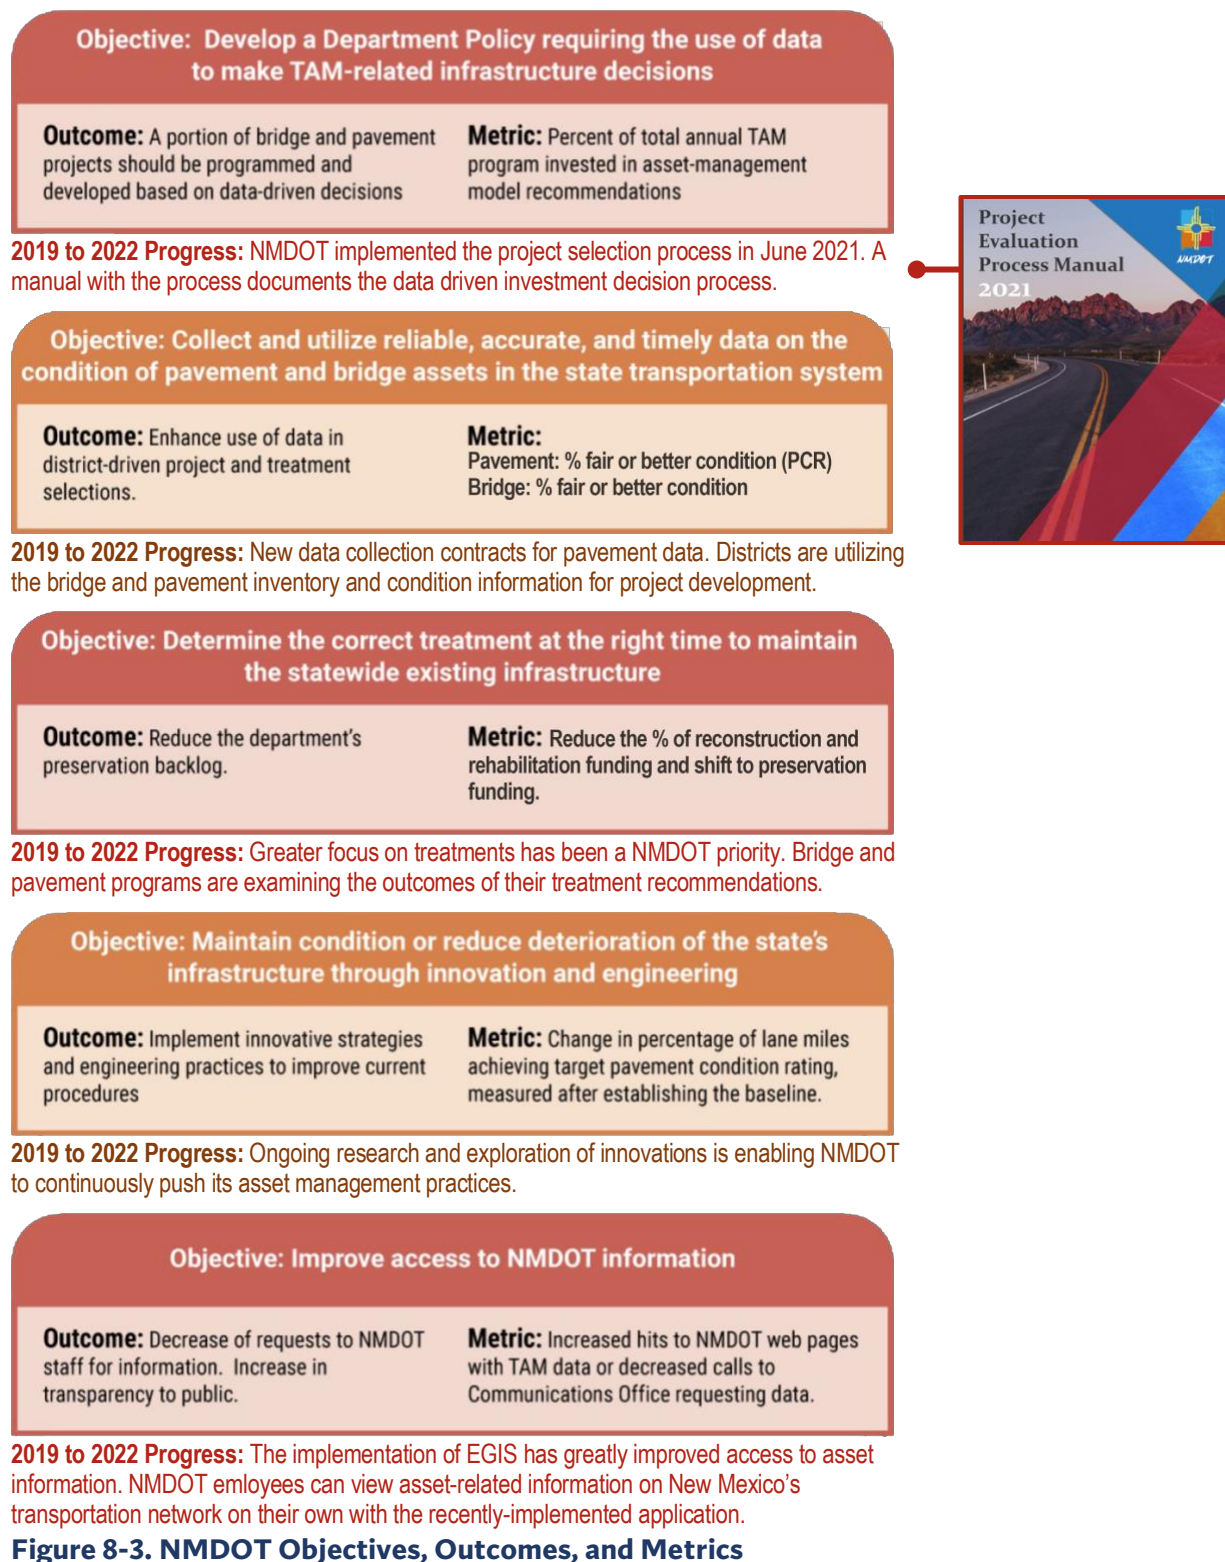 Objective: Develop a Department Policy requiring the use of data
to make TAM-related infrastructure decisions
Outcome: A portion of bridge and pavement
projects should be programmed and
developed based on data-driven decisions
Metric: Percent of total annual TAM
program invested in asset-management
model recommendations
2019 to 2022 Progress: NMDOT implemented the project selection process in June 2021. A
manual with the process documents the data driven investment decision process.
Project
Evaluation
Process Manual
2021
NMDOT
Objective: Collect and utilize reliable, accurate, and timely data on the
condition of pavement and bridge assets in the state transportation system
Outcome: Enhance use of data in
district-driven project and treatment
selections.
Metric:
Pavement: % fair or better condition (PCR)
Bridge: % fair or better condition
2019 to 2022 Progress: New data collection contracts for pavement data. Districts are utilizing
the bridge and pavement inventory and condition information for project development.
Objective: Determine the correct treatment at the right time to maintain
the statewide existing infrastructure
Outcome: Reduce the department's
preservation backlog.
Metric: Reduce the % of reconstruction and
rehabilitation funding and shift to preservation
funding.
2019 to 2022 Progress: Greater focus on treatments has been a NMDOT priority. Bridge and
pavement programs are examining the outcomes of their treatment recommendations.
Objective: Maintain condition or reduce deterioration of the state's
infrastructure through innovation and engineering
Outcome: Implement innovative strategies
and engineering practices to improve current
procedures
Metric: Change in percentage of lane miles
achieving target pavement condition rating,
measured after establishing the baseline.
2019 to 2022 Progress: Ongoing research and exploration of innovations is enabling NMDOT
to continuously push its asset management practices.
Objective: Improve access to NMDOT information
Outcome: Decrease of requests to NMDOT
staff for information. Increase in
transparency to public.
Metric: Increased hits to NMDOT web pages
with TAM data or decreased calls to
Communications Office requesting data.
2019 to 2022 Progress: The implementation of EGIS has greatly improved access to asset
information. NMDOT emloyees can view asset-related information on New Mexico's
transportation network on their own with the recently-implemented application.
Figure 8-3. NMDOT Objectives, Outcomes, and Metrics